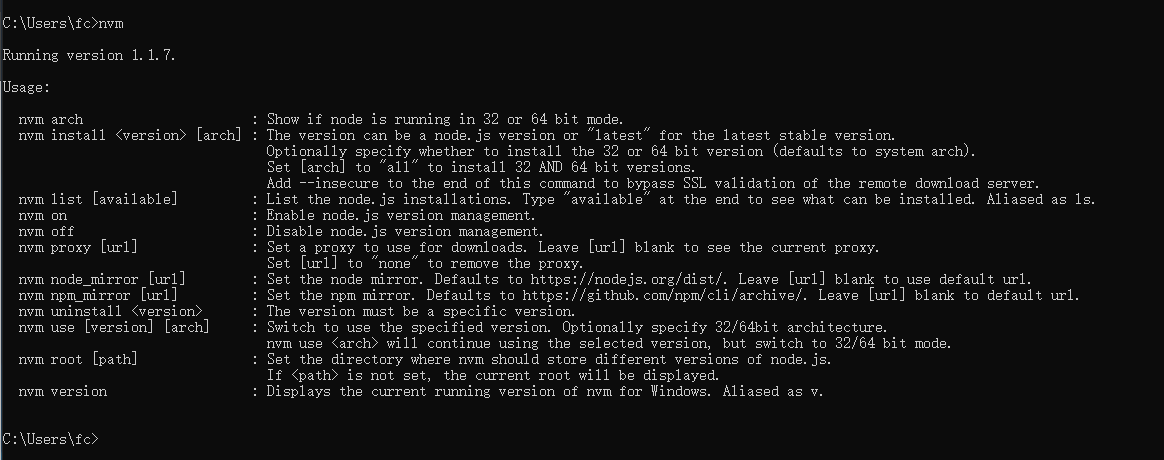 C:\Users\fc>nvm
Running version 1.1.7.
Usage:
nvm arch : Show if node is running in 32 or 64 bit mode.
nvm install <version> [arch] : The version can be a node.js version or "latest" for the latest stable version.
Optionally specify whether to install the 32 or 64 bit version (defaults to system arch).
Set [arch] to "all" to install 32 AND 64 bit versions.
Add --insecure to the end of this command to bypass SSL validation of the remote download server.
nvm list [available] : List the node.js installations. Type "available" at the end to see what can be installed. Aliased as ls.
nvm on : Enable node.js version management.
nvm off : Disable node.js version management.
nvm proxy [url] : Set a proxy to use for downloads. Leave [url] blank to see the current proxy.
Set [url] to "none" to remove the proxy.
nvm node_mirror [url] : Set the node mirror. Defaults to https://nodejs.org/dist/. Leave [url] blank to use default url.
nvm npm_mirror [url] : Set the npm mirror. Defaults to https://github.com/npm/cli/archive/. Leave [url] blank to default url.
nvm uninstall <version> : The version must be a specific version.
nvm use [version] [arch] : Switch to use the specified version. Optionally specify 32/64bit architecture.
nvm use <arch> will continue using the selected version, but switch to 32/64 bit mode.
nvm root [path] : Set the directory where nvm should store different versions of node.js.
If <path> is not set, the current root will be displayed.
nvm version : Displays the current running version of nvm for Windows. Aliased as v.
C:\Users\fc>